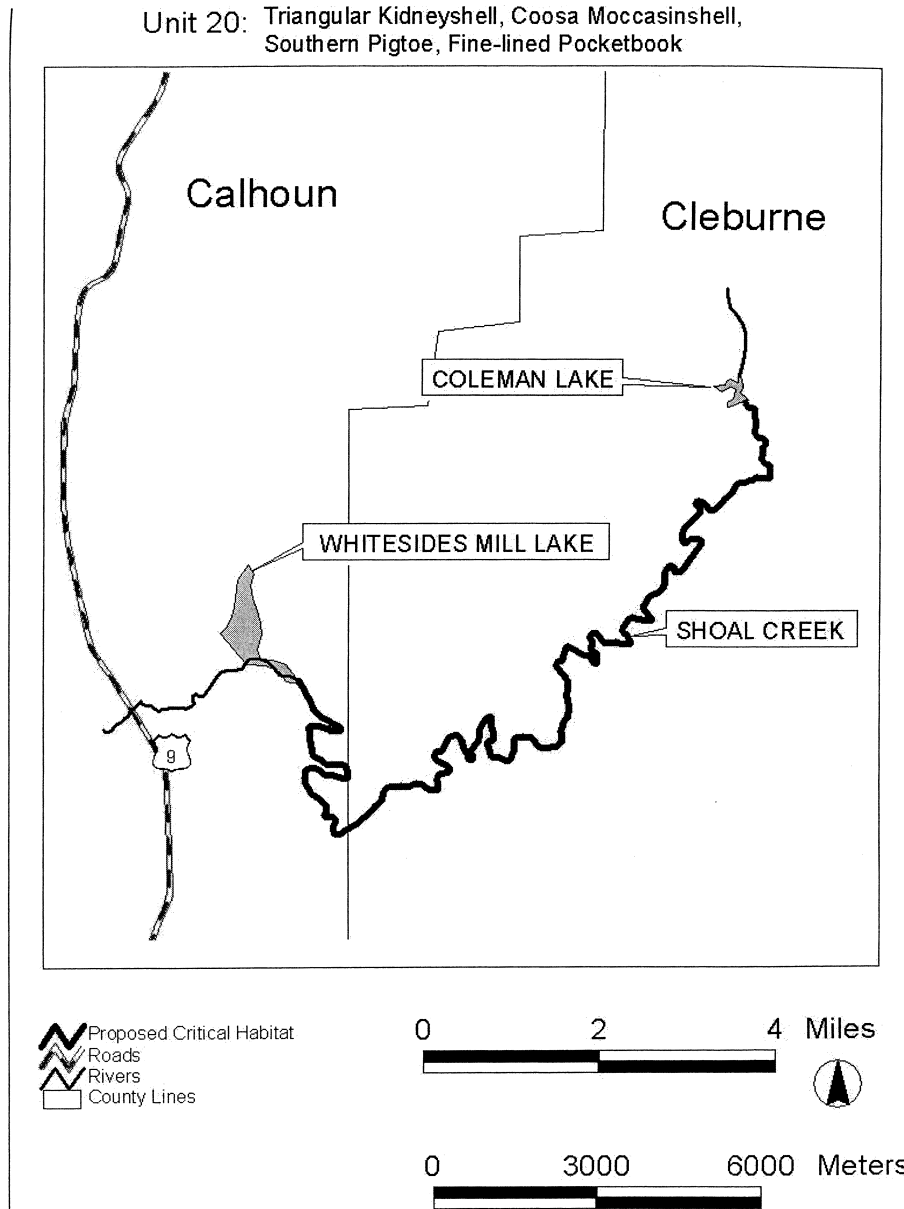 Unit 20: Triangular Kidneyshell, Coosa Moccasinshell,
Southern Pigtoe, Fine-lined Pocketbook
Calhoun
Cleburne
COLEMAN LAKE
WHITESIDES MILL LAKE
SHOAL CREEK
9
Proposed Critical Habitat
Roads
Rivers
County Lines
0 2 4 Miles
0 3000 6000 Meters